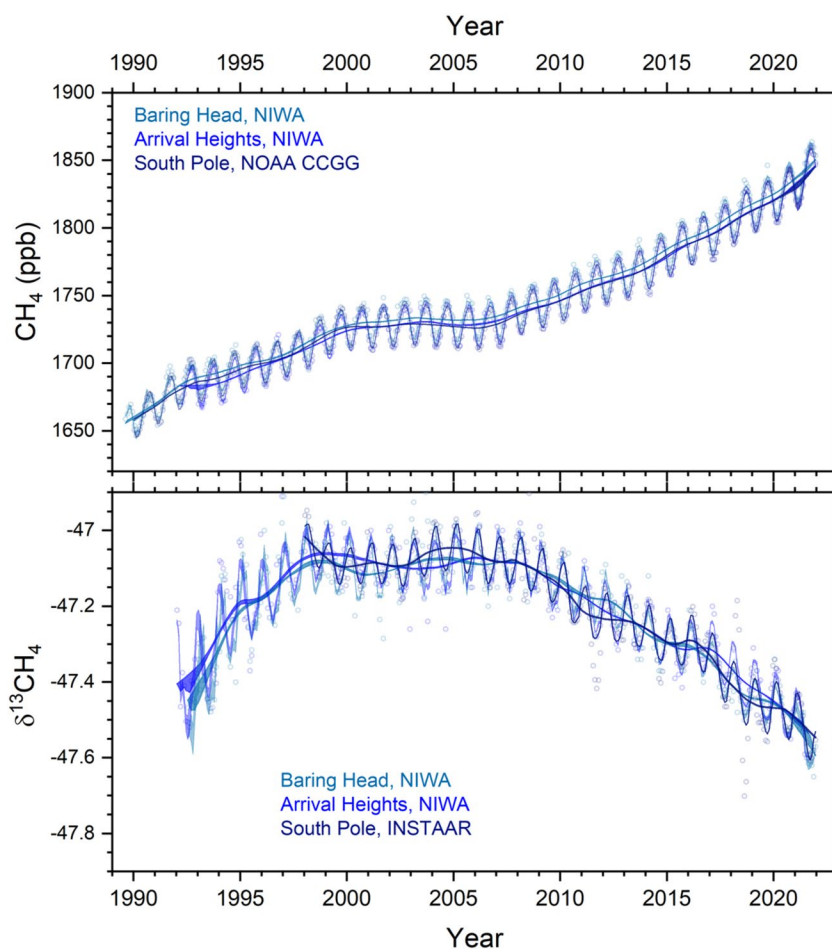 Year
1990 1995 2000 2005 2010 2015 2020
1900
Baring Head, NIWA
Arrival Heights, NIWA
1850
South Pole, NOAA CCGG
1800
CH₄ (ppb)
1750
1700
1650
-47
-47.2
-47.4
δ¹³CH₄
-47.6
Baring Head, NIWA
Arrival Heights, NIWA
South Pole, INSTAAR
-47.8
1990 1995 2000 2005 2010 2015 2020
Year